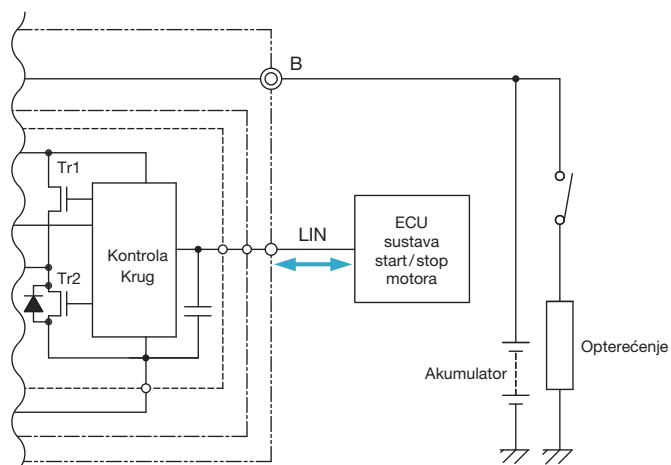 B
Tr1
LIN
ECU
sustava
start/stop
motora
Kontrola
Krug
Tr2
Opterećenje
Akumulator